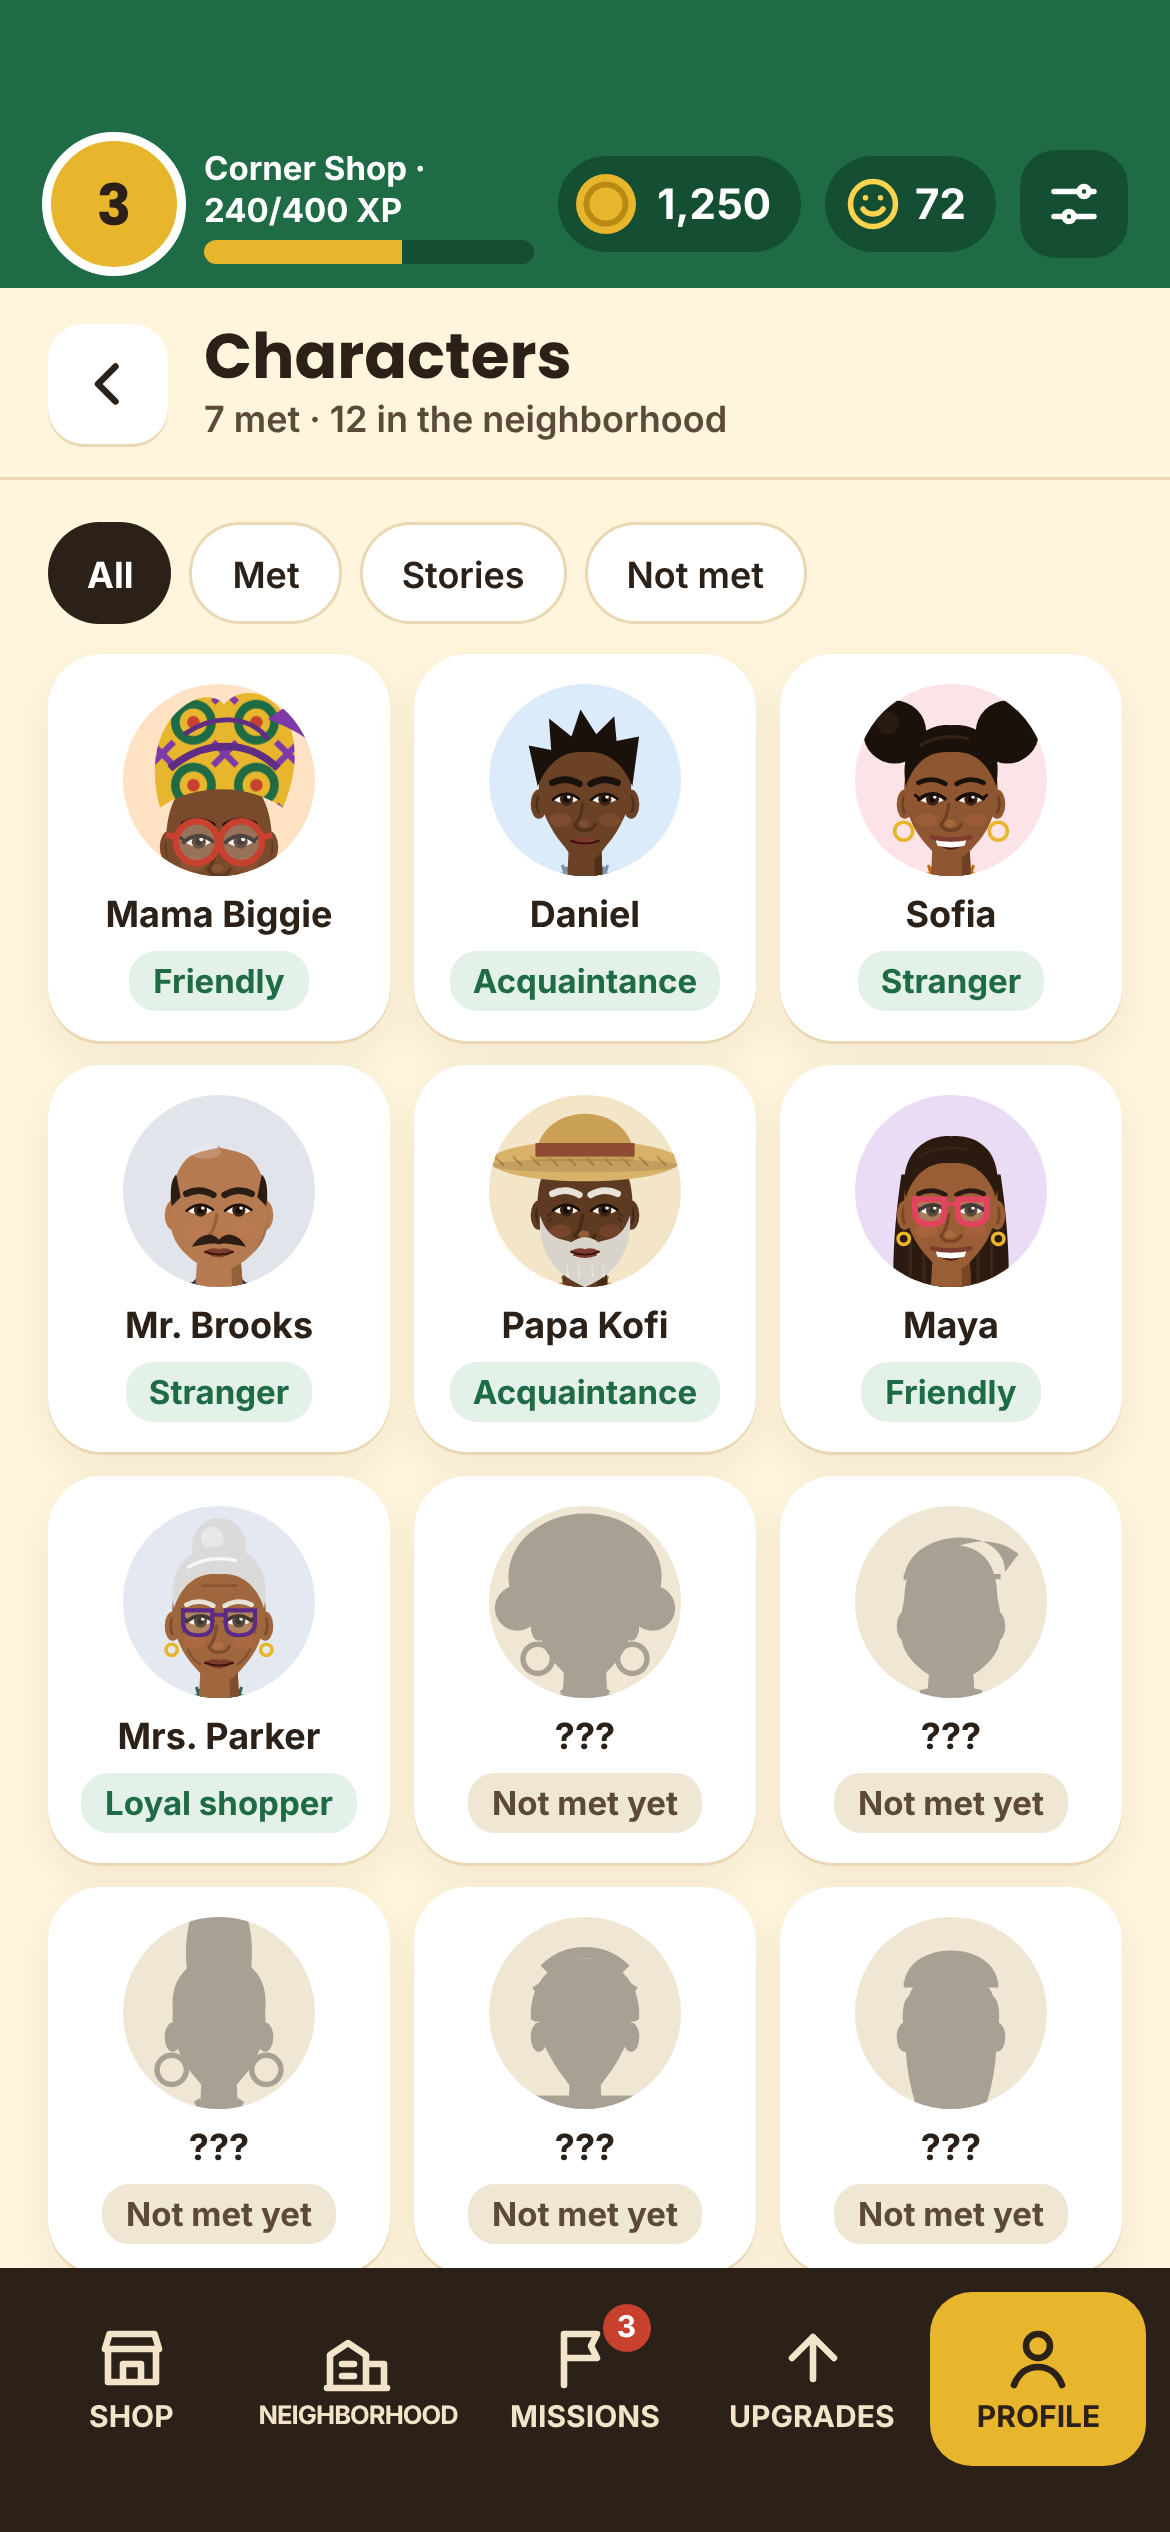 3
Corner Shop ·
240/400 XP
1,250
72
Characters
7 met · 12 in the neighborhood
All
Met
Stories
Not met
Mama Biggie
Daniel
Sofia
Friendly
Acquaintance
Stranger
Mr. Brooks
Papa Kofi
Maya
Stranger
Acquaintance
Friendly
Mrs. Parker
???
???
Loyal shopper
Not met yet
Not met yet
???
???
???
Not met yet
Not met yet
Not met yet
3
SHOP
NEIGHBORHOOD
MISSIONS
UPGRADES
PROFILE